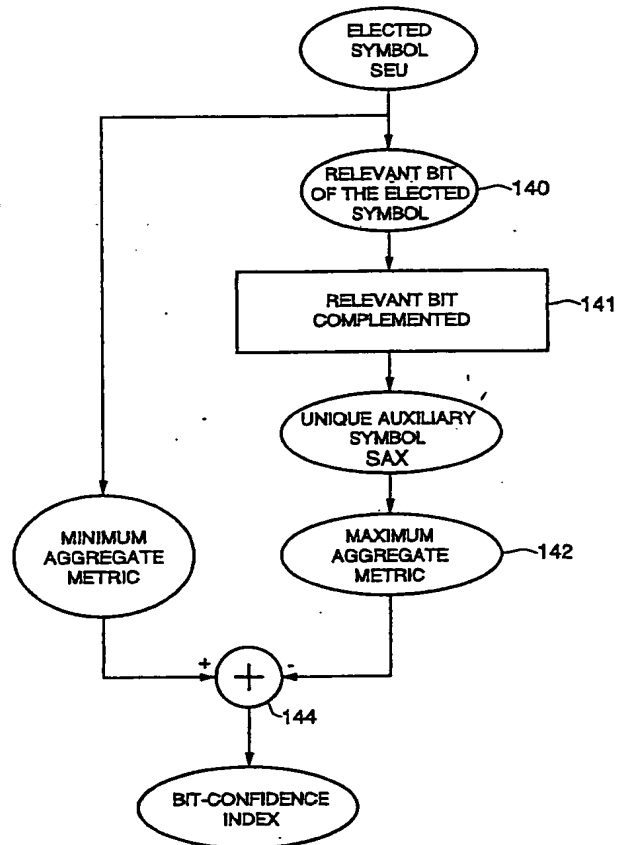 ELECTED
SYMBOL
SEU
RELEVANT BIT
OF THE ELECTED
SYMBOL
140
RELEVANT BIT
COMPLEMENTED
141
UNIQUE AUXILIARY
SYMBOL
SAX
MINIMUM
AGGREGATE
METRIC
MAXIMUM
AGGREGATE
METRIC
142
+
-
+
144
BIT-CONFIDENCE
INDEX